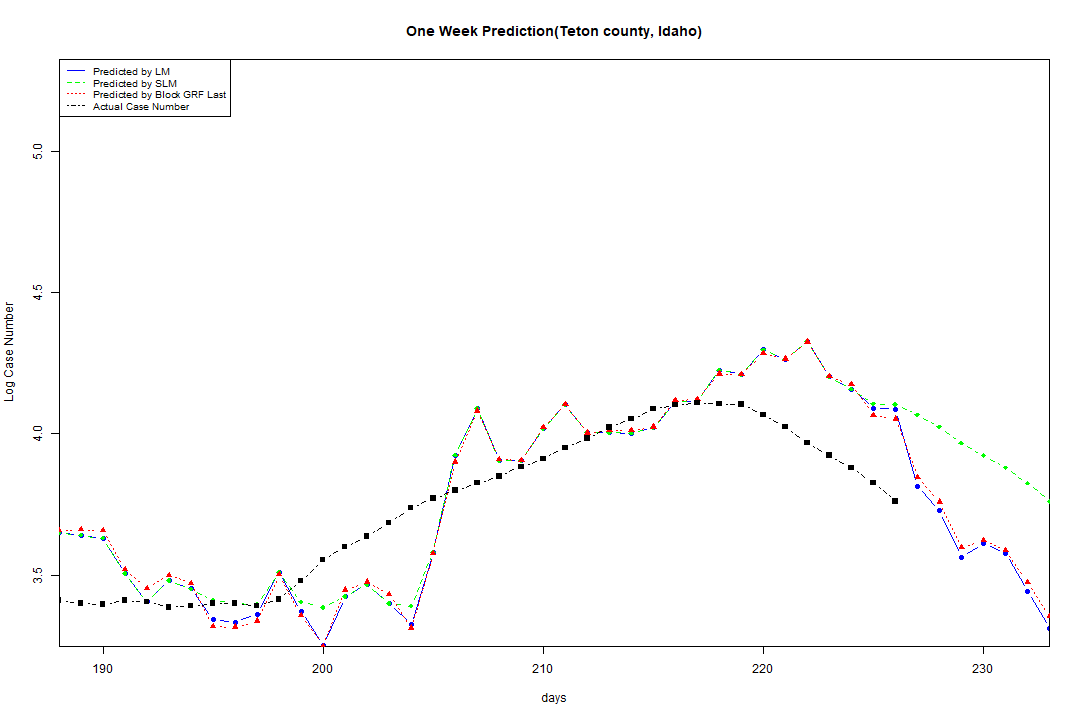 One Week Prediction(Teton county, Idaho)
Predicted by LM
Predicted by SLM
Predicted by Block GRF Last
Actual Case Number
Log Case Number
5.0
4.5
4.0
3.5
190 200 210 220 230
days